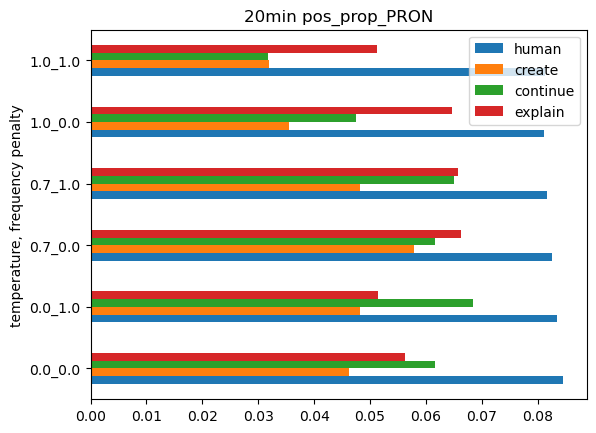 20min pos_prop_PRON
human
create
continue
explain
temperature, frequency penalty
1.0_1.0
1.0_0.0
0.7_1.0
0.7_0.0
0.0_1.0
0.0_0.0
0.00 0.01 0.02 0.03 0.04 0.05 0.06 0.07 0.08